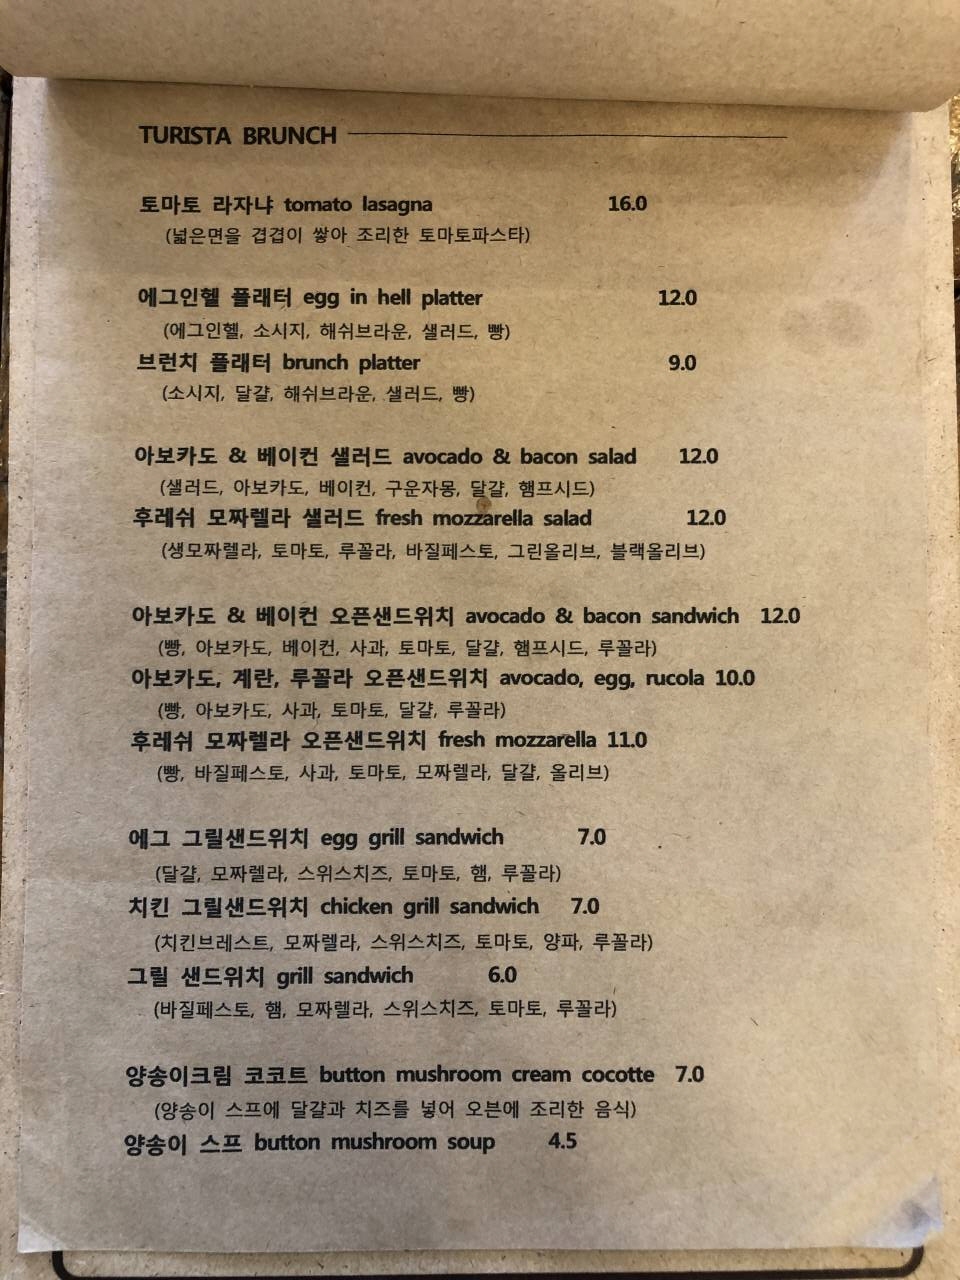 TURISTA BRUNCH
토마토 라자냐 tomato lasagna 16.0
(넓은면을 겹겹이 쌓아 조리한 토마토파스타)
에그인헬 플래터 egg in hell platter 12.0
(에그인헬, 소시지, 해쉬브라운, 샐러드, 빵)
브런치 플래터 brunch platter 9.0
(소시지, 달걀, 해쉬브라운, 샐러드, 빵)
아보카도 & 베이컨 샐러드 avocado & bacon salad 12.0
(샐러드, 아보카도, 베이컨, 구운자몽, 달걀, 햄프시드)
후레쉬 모짜렐라 샐러드 fresh mozzarella salad 12.0
(생모짜렐라, 토마토, 루꼴라, 바질페스토, 그린올리브, 블랙올리브)
아보카도 & 베이컨 오픈샌드위치 avocado & bacon sandwich 12.0
(빵, 아보카도, 베이컨, 사과, 토마토, 달걀, 햄프시드, 루꼴라)
아보카도, 계란, 루꼴라 오픈샌드위치 avocado, egg, rucola 10.0
(빵, 아보카도, 사과, 토마토, 달걀, 루꼴라)
후레쉬 모짜렐라 오픈샌드위치 fresh mozzarella 11.0
(빵, 바질페스토, 사과, 토마토, 모짜렐라, 달걀, 올리브)
에그 그릴샌드위치 egg grill sandwich 7.0
(달걀, 모짜렐라, 스위스치즈, 토마토, 햄, 루꼴라)
치킨 그릴샌드위치 chicken grill sandwich 7.0
(치킨브레스트, 모짜렐라, 스위스치즈, 토마토, 양파, 루꼴라)
그릴 샌드위치 grill sandwich 6.0
(바질페스토, 햄, 모짜렐라, 스위스치즈, 토마토, 루꼴라)
양송이크림 코코트 button mushroom cream cocotte 7.0
(양송이 스프에 달걀과 치즈를 넣어 오븐에 조리한 음식)
양송이 스프 button mushroom soup 4.5